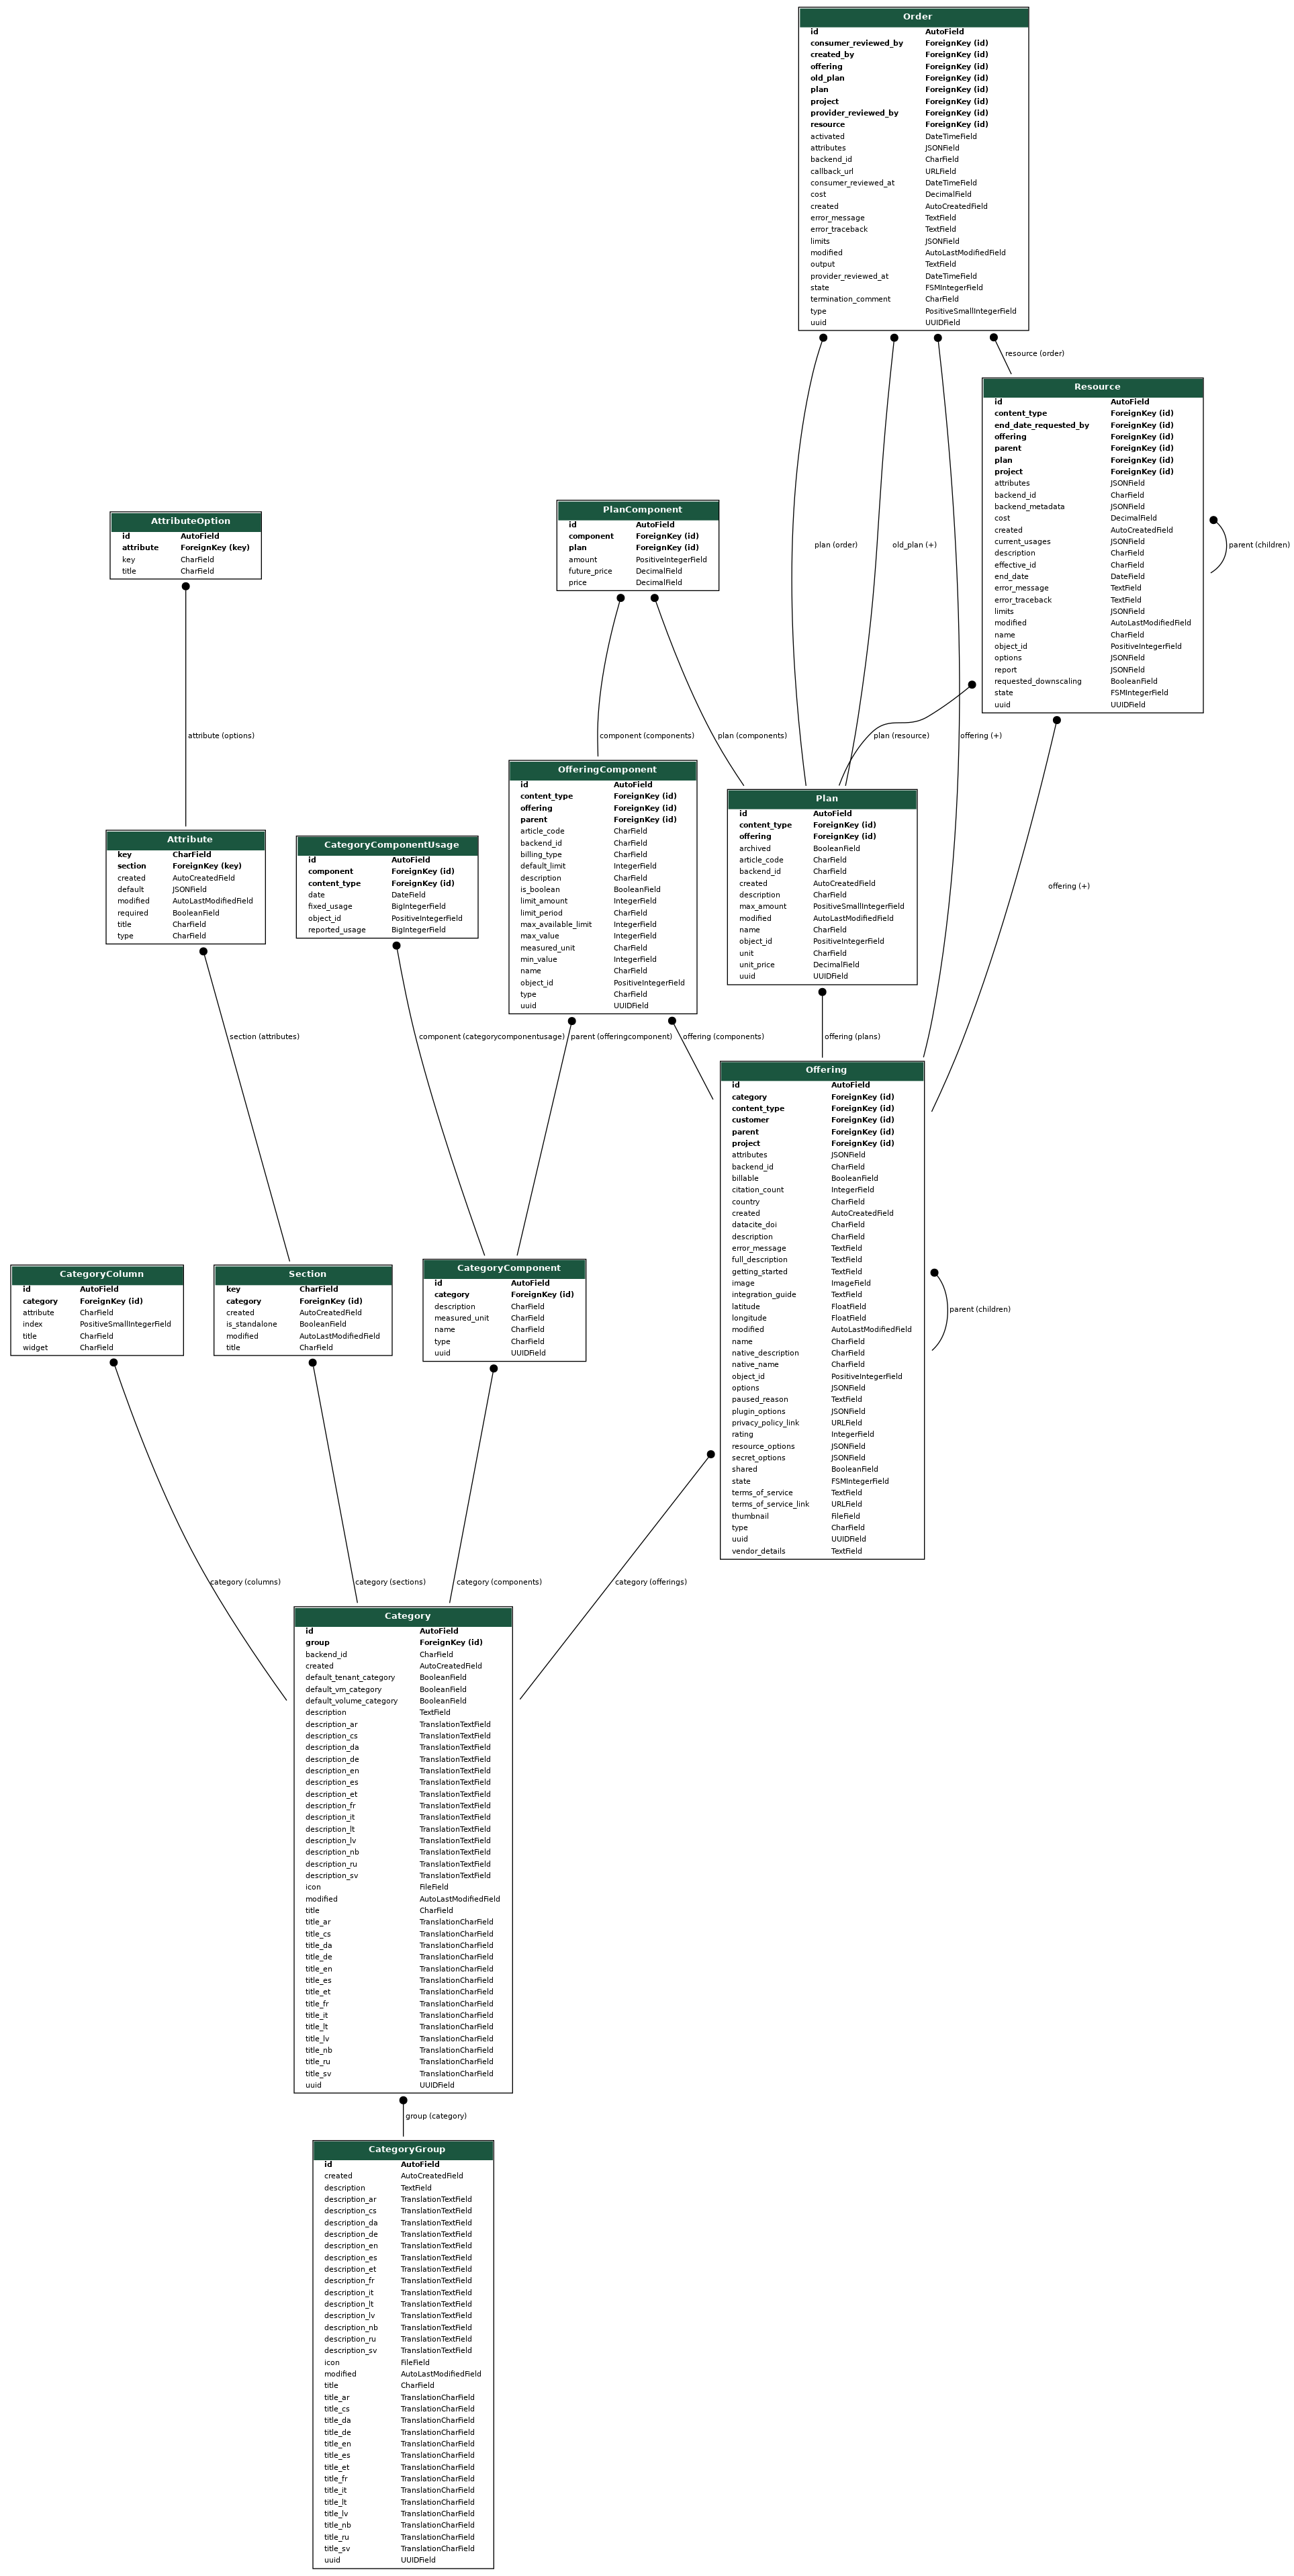 Order
id AutoField
consumer_reviewed_by ForeignKey (id)
created_by ForeignKey (id)
offering ForeignKey (id)
old_plan ForeignKey (id)
plan ForeignKey (id)
project ForeignKey (id)
provider_reviewed_by ForeignKey (id)
resource ForeignKey (id)
activated DateTimeField
attributes JSONField
backend_id CharField
callback_url URLField
consumer_reviewed_at DateTimeField
cost DecimalField
created AutoCreatedField
error_message TextField
error_traceback TextField
limits JSONField
modified AutoLastModifiedField
output TextField
provider_reviewed_at DateTimeField
state FSMIntegerField
termination_comment CharField
type PositiveSmallIntegerField
uuid UUIDField
resource (order)
Resource
id AutoField
content_type ForeignKey (id)
end_date_requested_by ForeignKey (id)
offering ForeignKey (id)
parent ForeignKey (id)
plan ForeignKey (id)
project ForeignKey (id)
attributes JSONField
backend_id CharField
backend_metadata JSONField
cost DecimalField
created AutoCreatedField
current_usages JSONField
description CharField
effective_id CharField
end_date DateField
error_message TextField
error_traceback TextField
limits JSONField
modified AutoLastModifiedField
name CharField
object_id PositiveIntegerField
options JSONField
report JSONField
requested_downscaling BooleanField
state FSMIntegerField
uuid UUIDField
parent (children)
AttributeOption
id AutoField
attribute ForeignKey (key)
key CharField
title CharField
PlanComponent
id AutoField
component ForeignKey (id)
plan ForeignKey (id)
amount PositiveIntegerField
future_price DecimalField
price DecimalField
plan (order)
old_plan (+)
attribute (options)
component (components)
plan (components)
plan (resource)
offering (+)
OfferingComponent
id AutoField
content_type ForeignKey (id)
offering ForeignKey (id)
parent ForeignKey (id)
article_code CharField
backend_id CharField
billing_type CharField
default_limit IntegerField
description CharField
is_boolean BooleanField
limit_amount IntegerField
limit_period CharField
max_available_limit IntegerField
max_value IntegerField
measured_unit CharField
min_value IntegerField
name CharField
object_id PositiveIntegerField
type CharField
uuid UUIDField
Plan
id AutoField
content_type ForeignKey (id)
offering ForeignKey (id)
archived BooleanField
article_code CharField
backend_id CharField
created AutoCreatedField
description CharField
max_amount PositiveSmallIntegerField
modified AutoLastModifiedField
name CharField
object_id PositiveIntegerField
unit CharField
unit_price DecimalField
uuid UUIDField
Attribute
key CharField
section ForeignKey (key)
created AutoCreatedField
default JSONField
modified AutoLastModifiedField
required BooleanField
title CharField
type CharField
CategoryComponentUsage
id AutoField
component ForeignKey (id)
content_type ForeignKey (id)
date DateField
fixed_usage BigIntegerField
object_id PositiveIntegerField
reported_usage BigIntegerField
offering (+)
section (attributes)
component (categorycomponentusage)
parent (offeringcomponent)
offering (components)
offering (plans)
Offering
id AutoField
category ForeignKey (id)
content_type ForeignKey (id)
customer ForeignKey (id)
parent ForeignKey (id)
project ForeignKey (id)
attributes JSONField
backend_id CharField
billable BooleanField
citation_count IntegerField
country CharField
created AutoCreatedField
datacite_doi CharField
description CharField
error_message TextField
full_description TextField
getting_started TextField
image ImageField
integration_guide TextField
latitude FloatField
longitude FloatField
modified AutoLastModifiedField
name CharField
native_description CharField
native_name CharField
object_id PositiveIntegerField
options JSONField
paused_reason TextField
plugin_options JSONField
privacy_policy_link URLField
rating IntegerField
resource_options JSONField
secret_options JSONField
shared BooleanField
state FSMIntegerField
terms_of_service TextField
terms_of_service_link URLField
thumbnail FileField
type CharField
uuid UUIDField
vendor_details TextField
parent (children)
CategoryColumn
id AutoField
category ForeignKey (id)
attribute CharField
index PositiveSmallIntegerField
title CharField
widget CharField
Section
key CharField
category ForeignKey (id)
created AutoCreatedField
is_standalone BooleanField
modified AutoLastModifiedField
title CharField
CategoryComponent
id AutoField
category ForeignKey (id)
description CharField
measured_unit CharField
name CharField
type CharField
uuid UUIDField
category (columns)
category (sections)
category (components)
category (offerings)
Category
id AutoField
group ForeignKey (id)
backend_id CharField
created AutoCreatedField
default_tenant_category BooleanField
default_vm_category BooleanField
default_volume_category BooleanField
description TextField
description_ar TranslationTextField
description_cs TranslationTextField
description_da TranslationTextField
description_de TranslationTextField
description_en TranslationTextField
description_es TranslationTextField
description_et TranslationTextField
description_fr TranslationTextField
description_it TranslationTextField
description_lt TranslationTextField
description_lv TranslationTextField
description_nb TranslationTextField
description_ru TranslationTextField
description_sv TranslationTextField
icon FileField
modified AutoLastModifiedField
title CharField
title_ar TranslationCharField
title_cs TranslationCharField
title_da TranslationCharField
title_de TranslationCharField
title_en TranslationCharField
title_es TranslationCharField
title_et TranslationCharField
title_fr TranslationCharField
title_it TranslationCharField
title_lt TranslationCharField
title_lv TranslationCharField
title_nb TranslationCharField
title_ru TranslationCharField
title_sv TranslationCharField
uuid UUIDField
group (category)
CategoryGroup
id AutoField
created AutoCreatedField
description TextField
description_ar TranslationTextField
description_cs TranslationTextField
description_da TranslationTextField
description_de TranslationTextField
description_en TranslationTextField
description_es TranslationTextField
description_et TranslationTextField
description_fr TranslationTextField
description_it TranslationTextField
description_lt TranslationTextField
description_lv TranslationTextField
description_nb TranslationTextField
description_ru TranslationTextField
description_sv TranslationTextField
icon FileField
modified AutoLastModifiedField
title CharField
title_ar TranslationCharField
title_cs TranslationCharField
title_da TranslationCharField
title_de TranslationCharField
title_en TranslationCharField
title_es TranslationCharField
title_et TranslationCharField
title_fr TranslationCharField
title_it TranslationCharField
title_lt TranslationCharField
title_lv TranslationCharField
title_nb TranslationCharField
title_ru TranslationCharField
title_sv TranslationCharField
uuid UUIDField